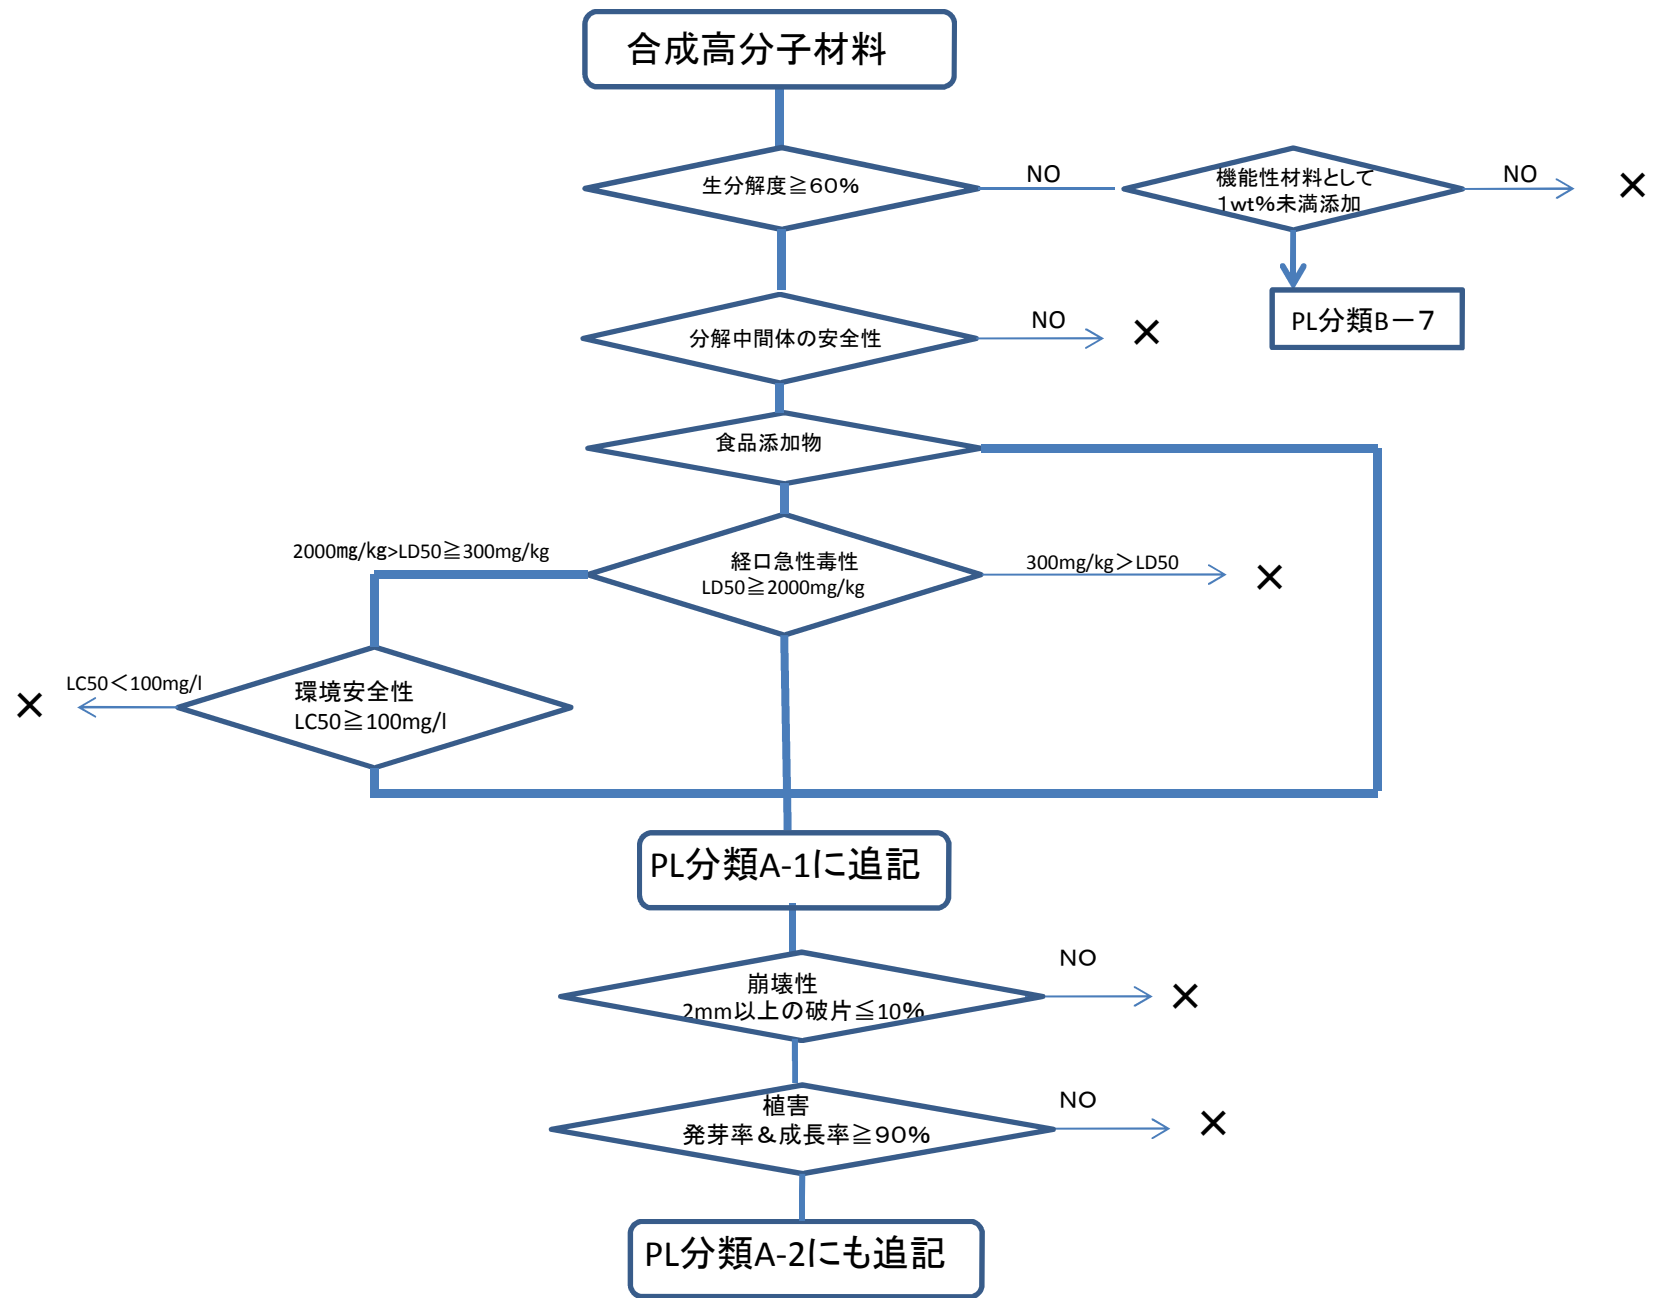 合成高分子材料
生分解度≧60%
NO
機能性材料として
1wt%未満添加
NO
×
PL分類B－7
分解中間体の安全性
NO
×
食品添加物
2000mg/kg>LD50≧300mg/kg
経口急性毒性
LD50≧2000mg/kg
300mg/kg＞LD50
×
×
LC50＜100mg/l
環境安全性
LC50≧100mg/l
PL分類A-1に追記
崩壊性
2mm以上の破片≦10%
NO
×
植害
発芽率＆成長率≧90%
NO
×
PL分類A-2にも追記